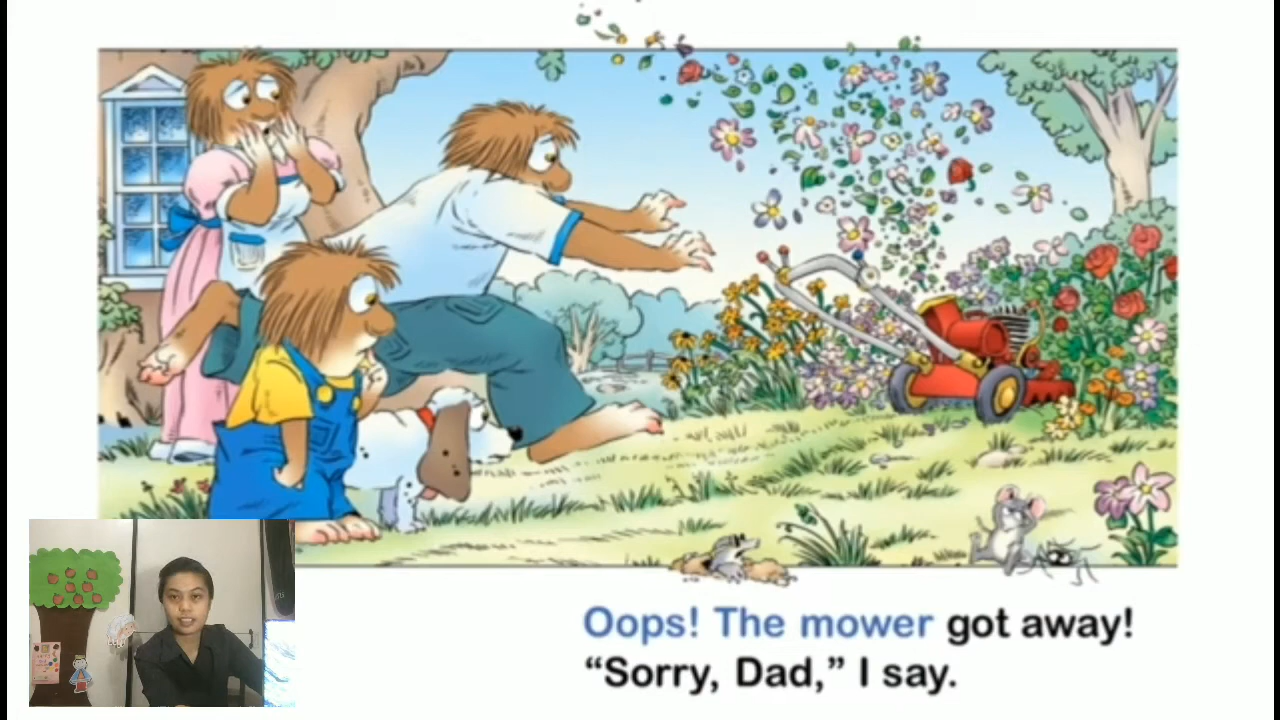 Oops! The mower got away!
“Sorry, Dad,” I say.